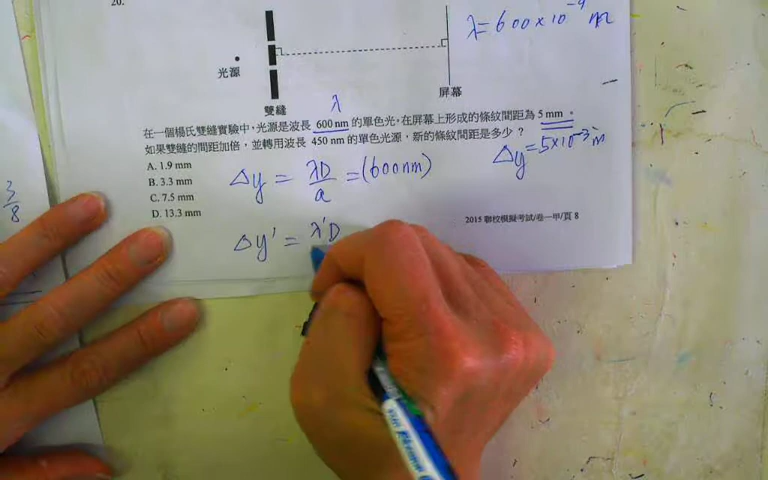 20.
λ=600×10⁻⁹ m
光源
雙縫
屏幕
λ
在一個楊氏雙縫實驗中,光源是波長 600 nm 的單色光,在屏幕上形成的條紋間距為 5 mm。
如果雙縫的間距加倍,並轉用波長 450 nm 的單色光源,新的條紋間距是多少?
Δy=5×10⁻³m
A. 1.9 mm
B. 3.3 mm
C. 7.5 mm
D. 13.3 mm
Δy = λD/a = (600nm)
2015 聯校模擬考試/卷一甲/頁 8
Δy' = λ'D
3/8